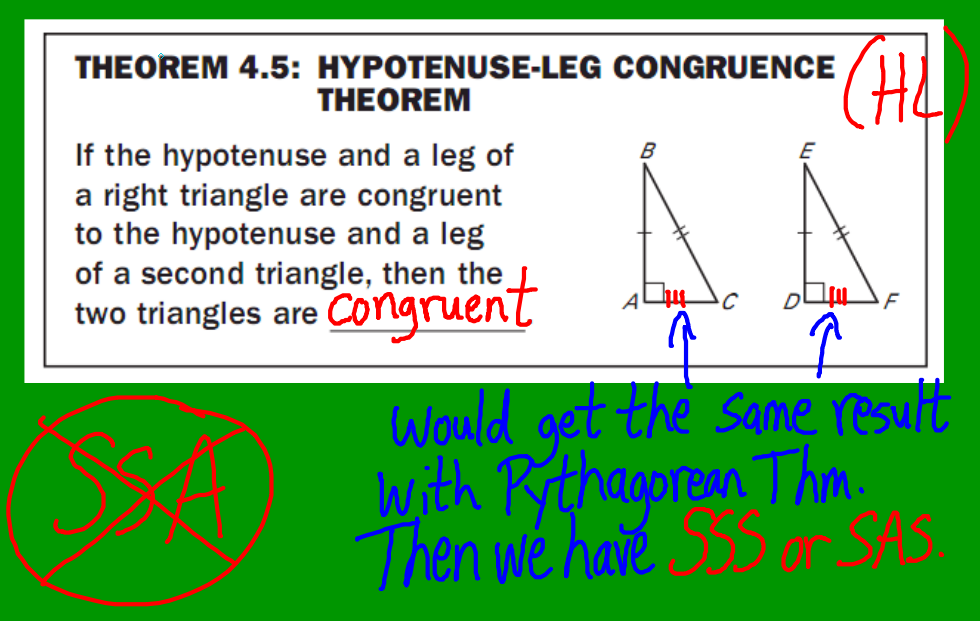 THEOREM 4.5: HYPOTENUSE-LEG CONGRUENCE
THEOREM
(HL)
If the hypotenuse and a leg of
a right triangle are congruent
to the hypotenuse and a leg
of a second triangle, then the
two triangles are congruent
B E
A C D F
SSA
Would get the same result
with Pythagorean Thm.
Then we have SSS or SAS.